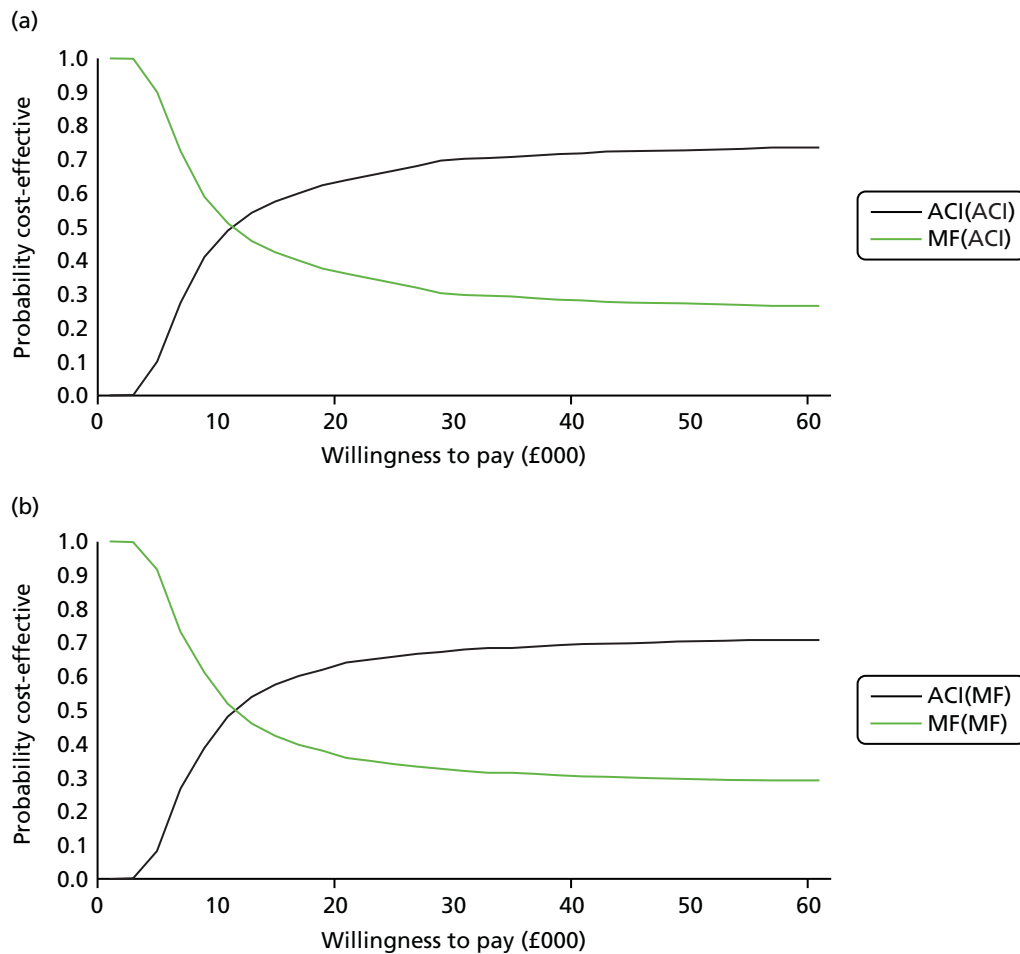 (a)
Probability cost-effective
1.0
0.9
0.8
0.7
0.6
0.5
0.4
0.3
0.2
0.1
0.0
0 10 20 30 40 50 60
Willingness to pay (£000)
ACI(ACI)
MF(ACI)
(b)
Probability cost-effective
1.0
0.9
0.8
0.7
0.6
0.5
0.4
0.3
0.2
0.1
0.0
0 10 20 30 40 50 60
Willingness to pay (£000)
ACI(MF)
MF(MF)